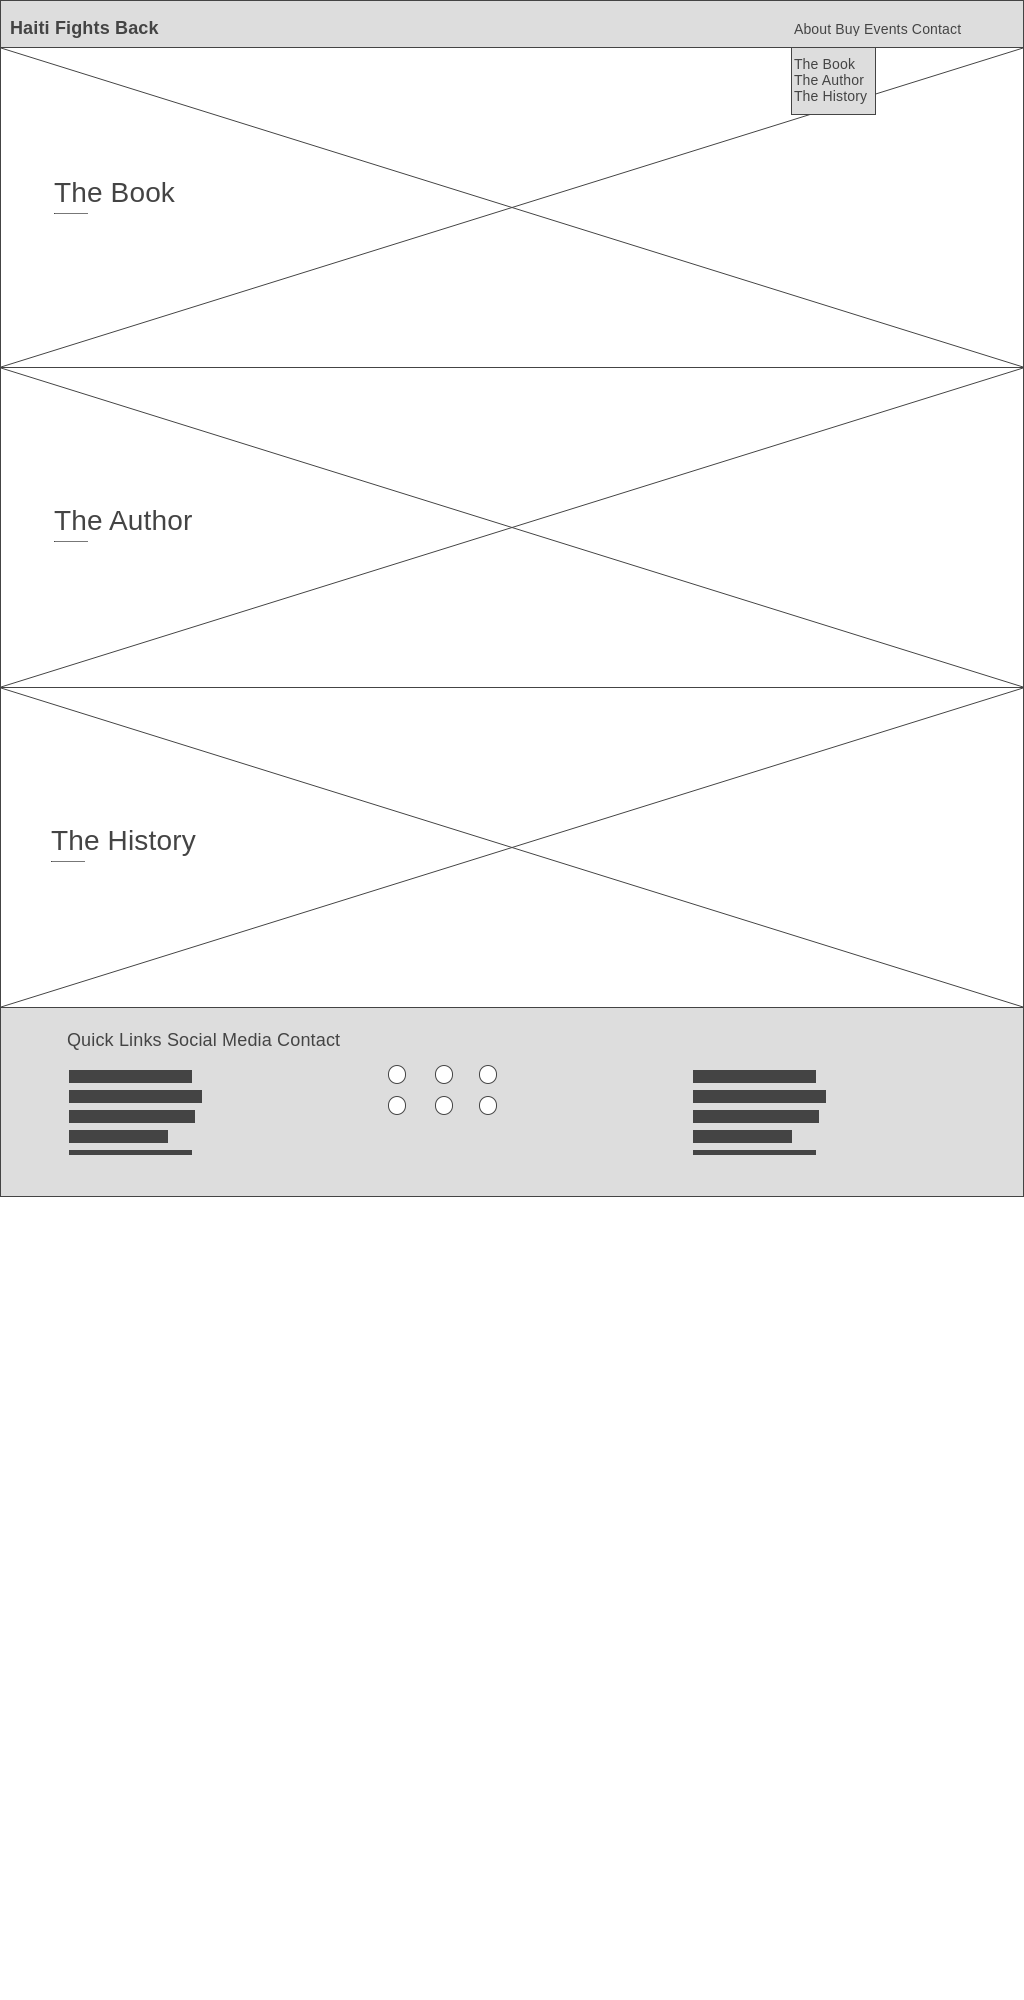 Haiti Fights Back
About Buy Events Contact
The Book
The Author
The History
The Book
The Author
The History
Quick Links Social Media Contact